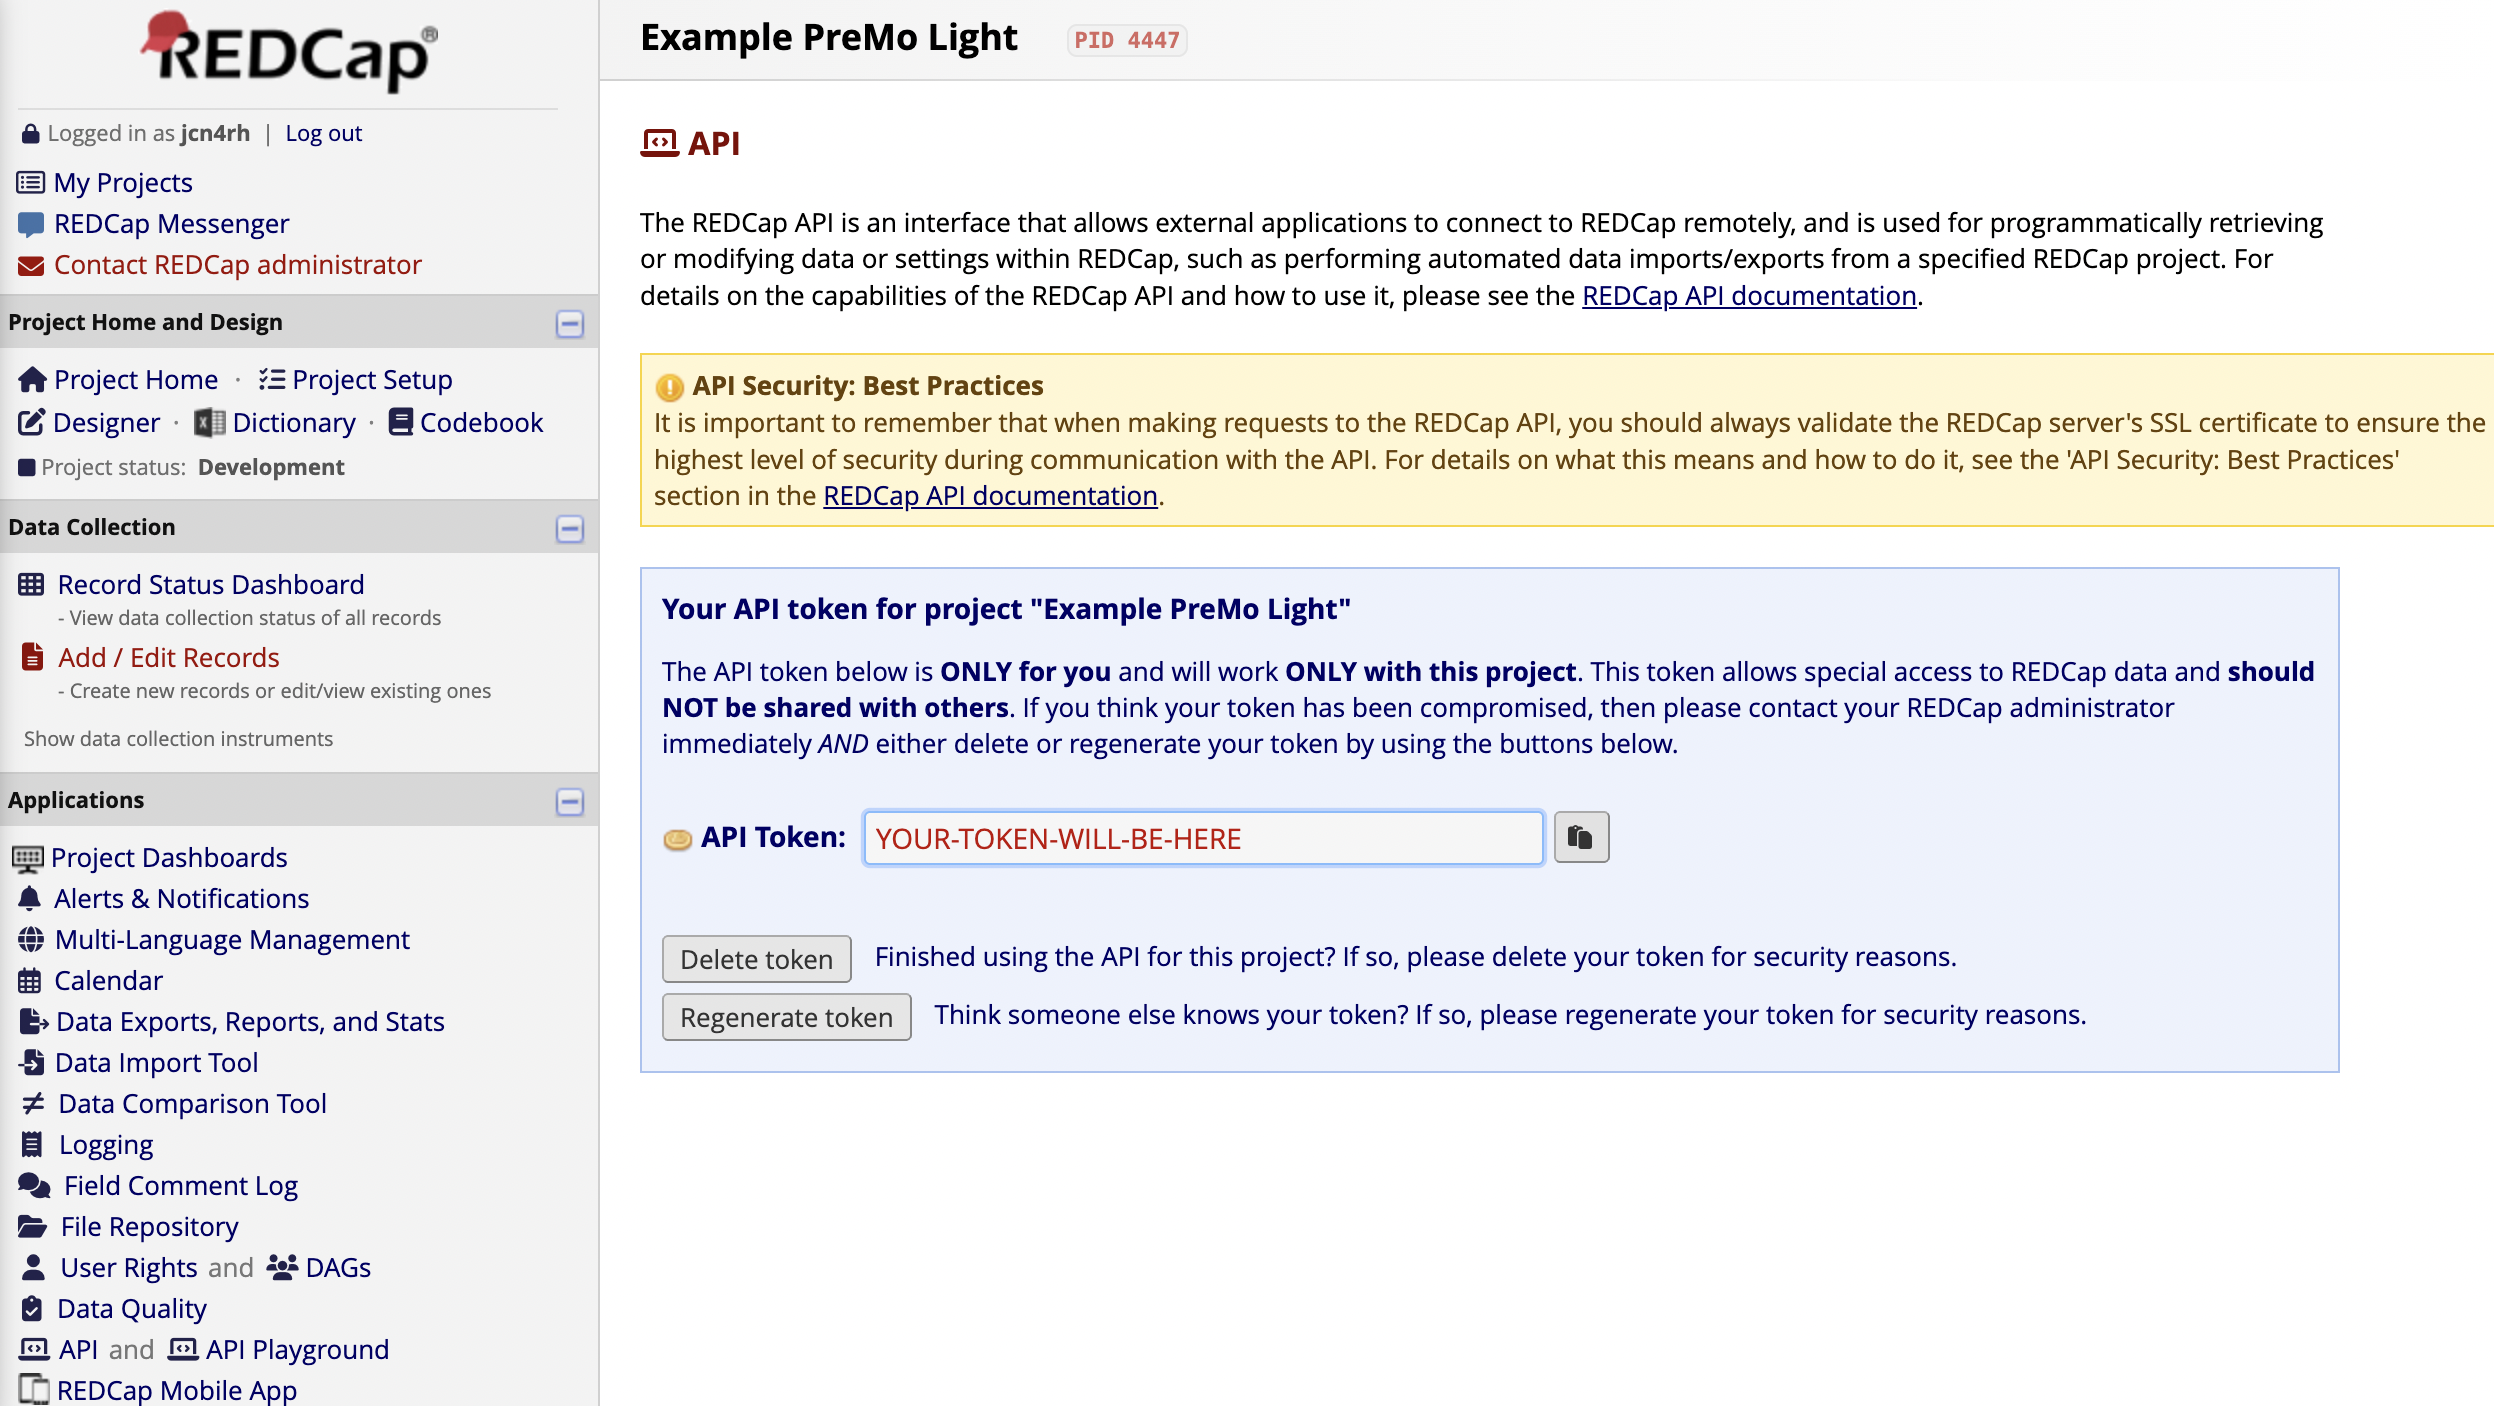 REDCap®
Logged in as jcn4rh | Log out
My Projects
REDCap Messenger
Contact REDCap administrator
Project Home and Design
Project Home · Project Setup
Designer · Dictionary · Codebook
Project status: Development
Data Collection
Record Status Dashboard
- View data collection status of all records
Add / Edit Records
- Create new records or edit/view existing ones
Show data collection instruments
Applications
Project Dashboards
Alerts & Notifications
Multi-Language Management
Calendar
Data Exports, Reports, and Stats
Data Import Tool
Data Comparison Tool
Logging
Field Comment Log
File Repository
User Rights and DAGs
Data Quality
API and API Playground
REDCap Mobile App
Example PreMo Light PID 4447
API
The REDCap API is an interface that allows external applications to connect to REDCap remotely, and is used for programmatically retrieving
or modifying data or settings within REDCap, such as performing automated data imports/exports from a specified REDCap project. For
details on the capabilities of the REDCap API and how to use it, please see the REDCap API documentation.
API Security: Best Practices
It is important to remember that when making requests to the REDCap API, you should always validate the REDCap server's SSL certificate to ensure the
highest level of security during communication with the API. For details on what this means and how to do it, see the 'API Security: Best Practices'
section in the REDCap API documentation.
Your API token for project "Example PreMo Light"
The API token below is ONLY for you and will work ONLY with this project. This token allows special access to REDCap data and should
NOT be shared with others. If you think your token has been compromised, then please contact your REDCap administrator
immediately AND either delete or regenerate your token by using the buttons below.
API Token: YOUR-TOKEN-WILL-BE-HERE
Delete token Finished using the API for this project? If so, please delete your token for security reasons.
Regenerate token Think someone else knows your token? If so, please regenerate your token for security reasons.